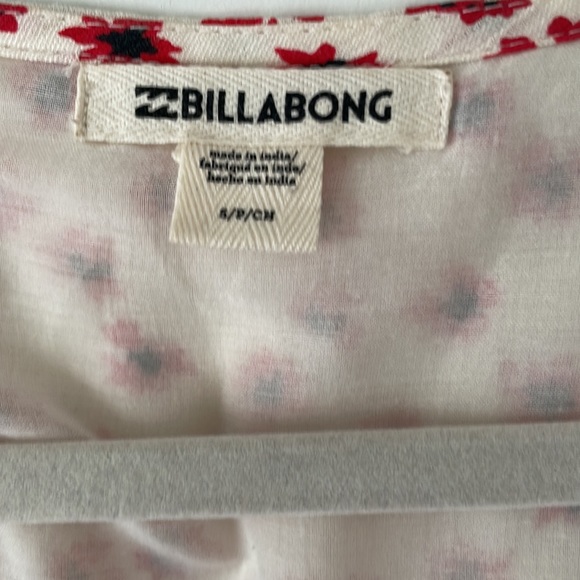 BILLABONG
made in india/
fabriqué en inde/
hecho en india
S/P/CH